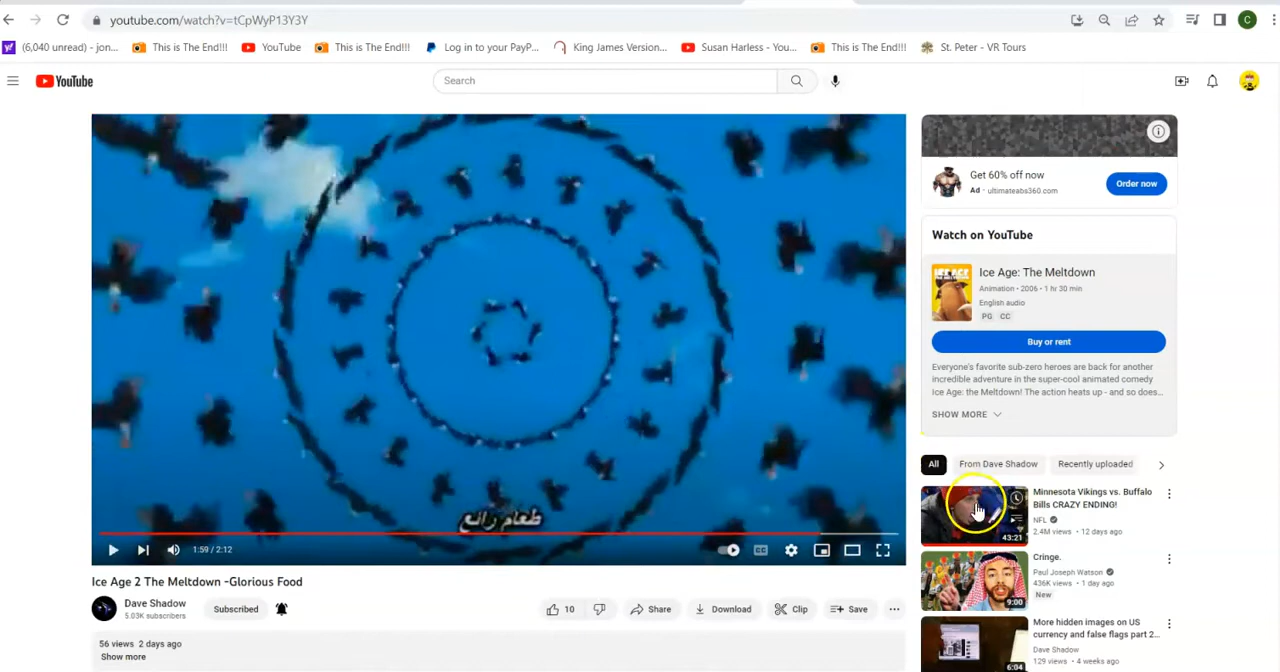 youtube.com/watch?v=tCpWyP13Y3Y
C
(6,040 unread) - jon...
This is The End!!!
YouTube
This is The End!!!
Log in to your PayP...
King James Version...
Susan Harless - You...
This is The End!!!
St. Peter - VR Tours
YouTube
Search
Get 60% off now
Ad · ultimateabs360.com
Order now
Watch on YouTube
ICE AGE
Ice Age: The Meltdown
Animation • 2006 • 1 hr 30 min
English audio
PG CC
Buy or rent
Everyone's favorite sub-zero heroes are back for another
incredible adventure in the super-cool animated comedy
Ice Age: the Meltdown! The action heats up - and so does...
SHOW MORE
طعام رائع
1:59 / 2:12
CC
All
From Dave Shadow
Recently uploaded
43:21
Minnesota Vikings vs. Buffalo
Bills CRAZY ENDING!
NFL
2.4M views • 12 days ago
9:00
Cringe.
Paul Joseph Watson
436K views • 1 day ago
New
6:04
More hidden images on US
currency and false flags part 2...
Dave Shadow
129 views • 4 weeks ago
Ice Age 2 The Meltdown -Glorious Food
Dave Shadow
5.03K subscribers
Subscribed
10
Share
Download
Clip
Save
56 views 2 days ago
Show more